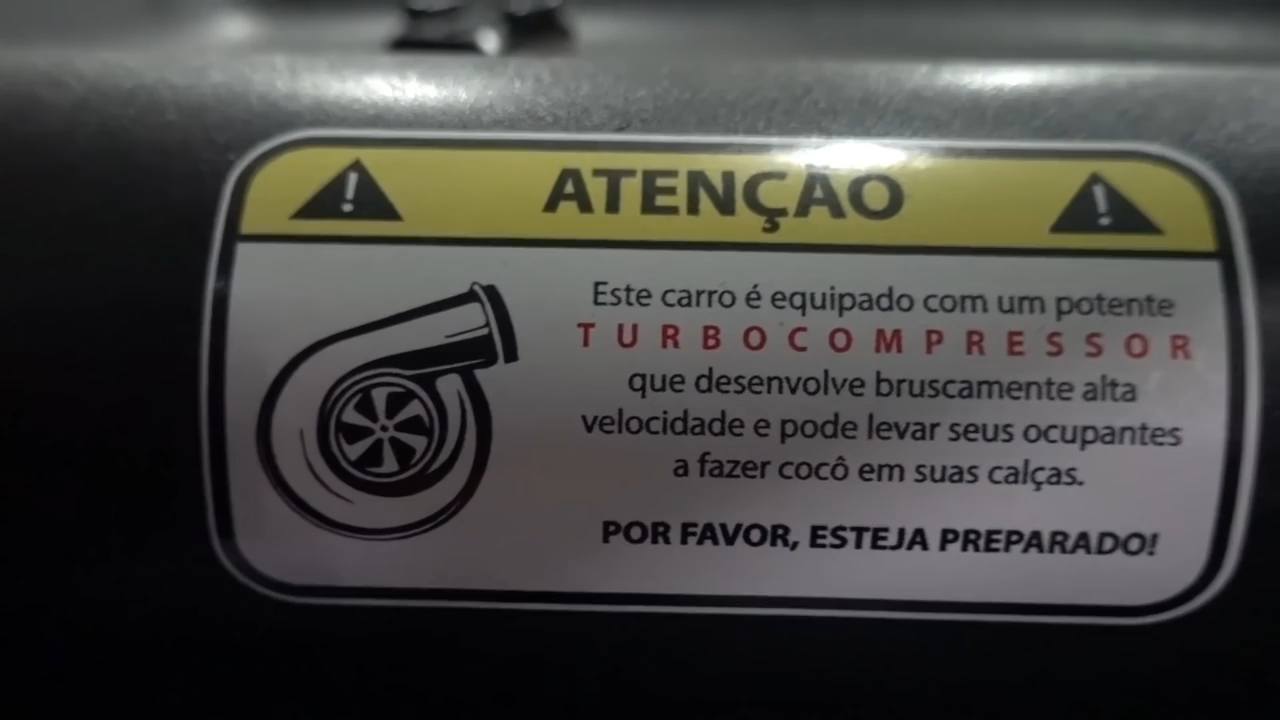 ATENÇÃO
Este carro é equipado com um potente
TURBOCOMPRESSOR
que desenvolve bruscamente alta
velocidade e pode levar seus ocupantes
a fazer cocô em suas calças.
POR FAVOR, ESTEJA PREPARADO!